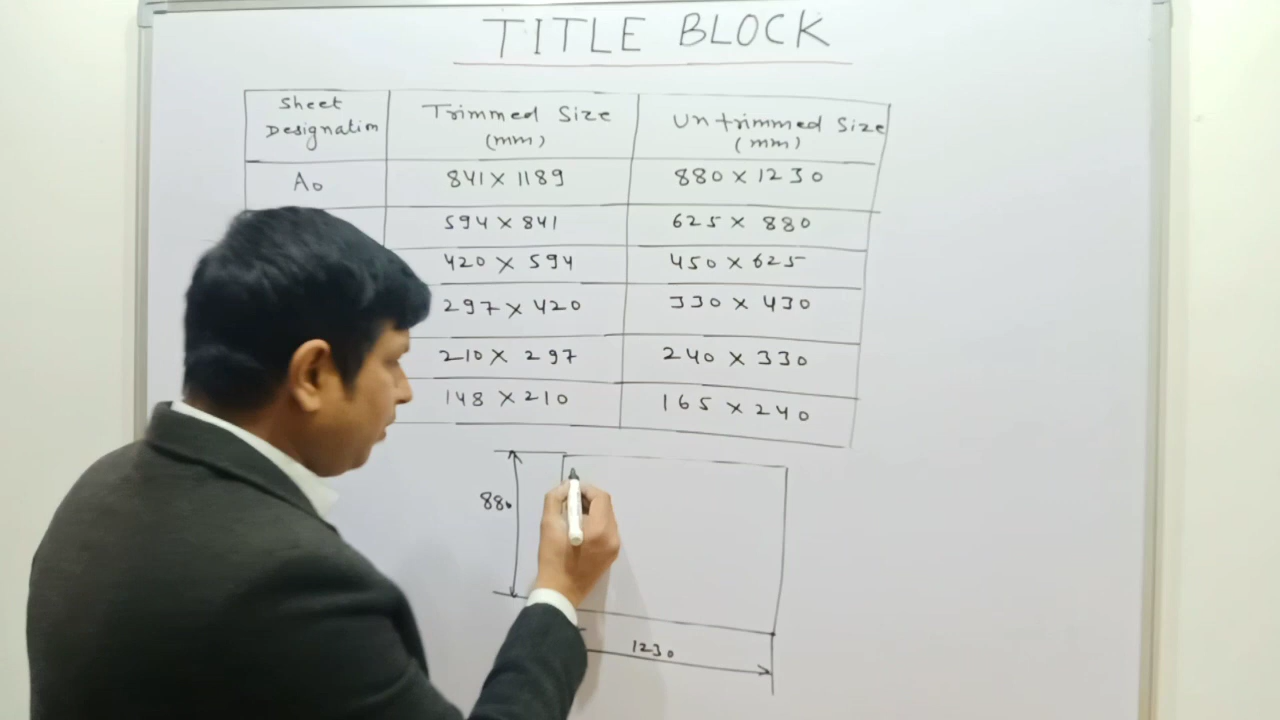 TITLE BLOCK
Sheet Designation Trimmed Size (mm) Untrimmed Size (mm)
A0 841 X 1189 880 X 1230
594 X 841 625 X 880
420 X 594 450 X 625
297 X 420 330 X 430
210 X 297 240 X 330
148 X 210 165 X 240
880
1230